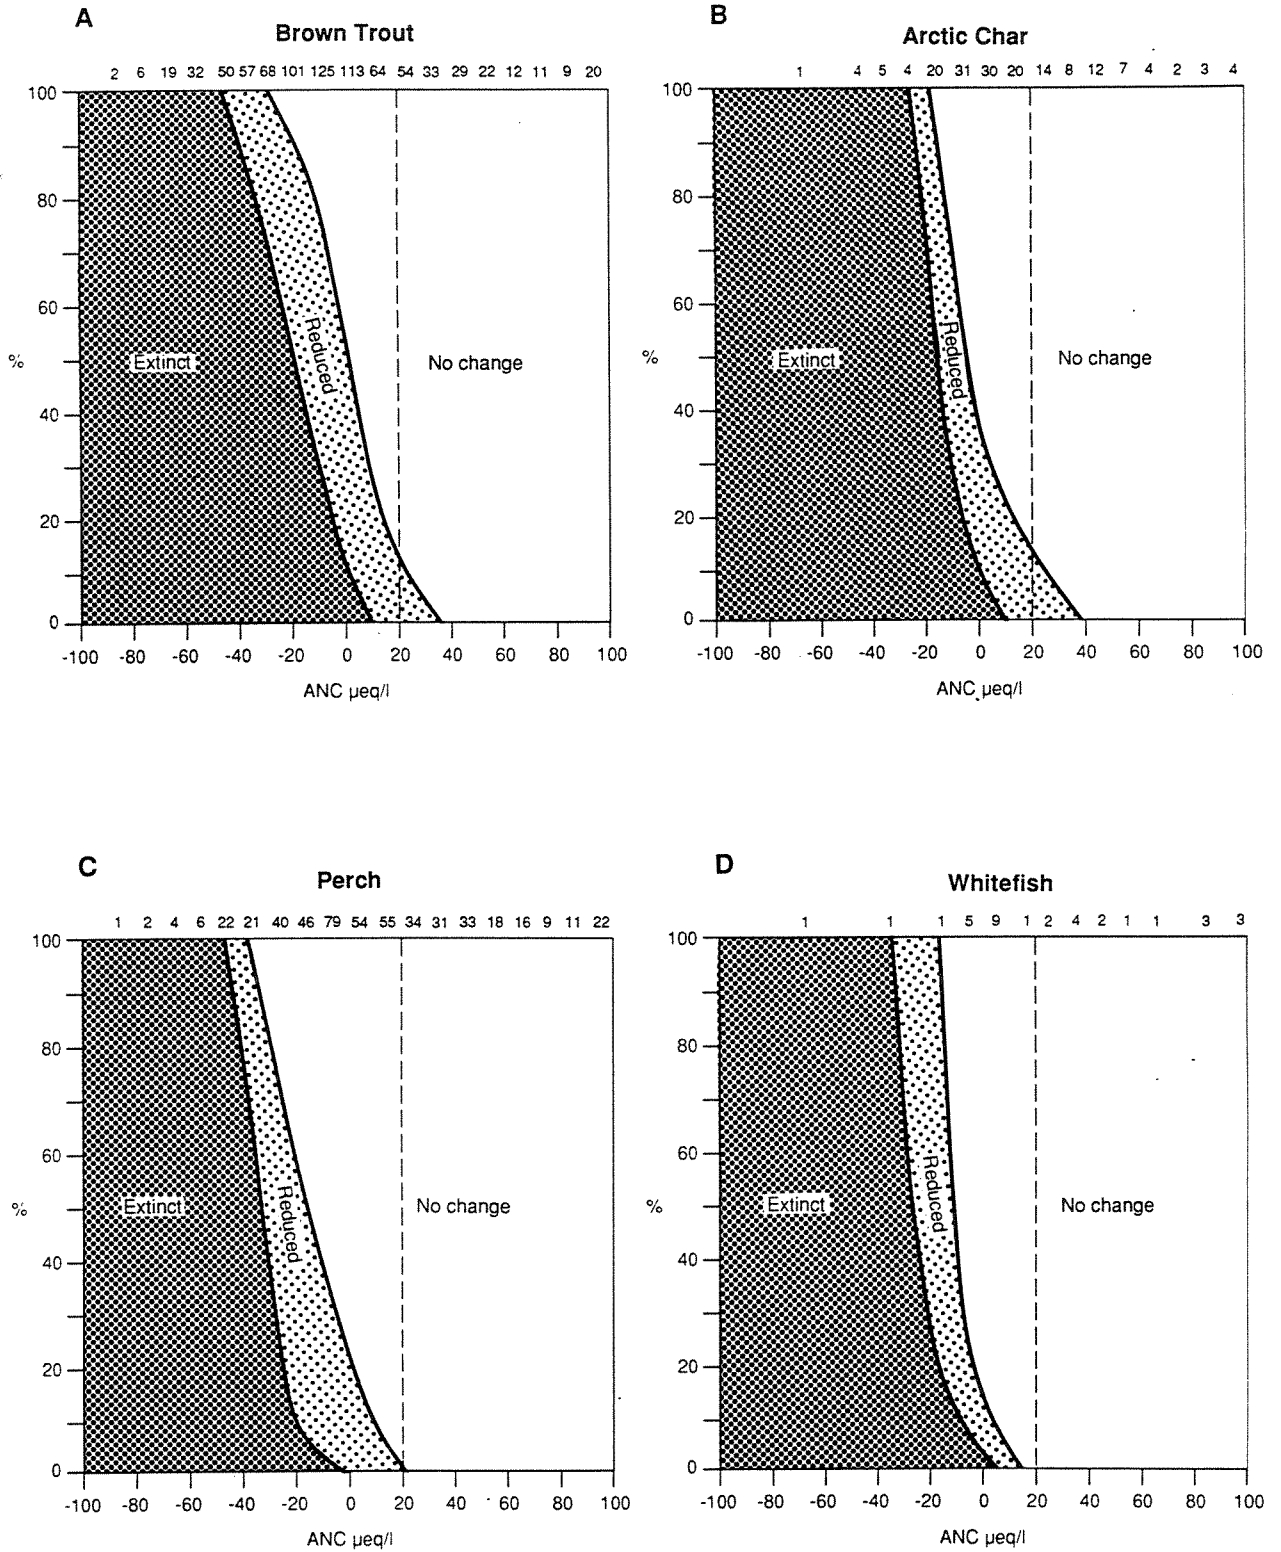 A
Brown Trout
2 6 19 32 50 57 68 101 125 113 64 54 33 29 22 12 11 9 20
100
80
60
%
40
20
0
Extinct
Reduced
No change
-100 -80 -60 -40 -20 0 20 40 60 80 100
ANC µeq/l
B
Arctic Char
1 4 5 4 20 31 30 20 14 8 12 7 4 2 3 4
100
80
60
%
40
20
0
Extinct
Reduced
No change
-100 -80 -60 -40 -20 0 20 40 60 80 100
ANC µeq/l
C
Perch
1 2 4 6 22 21 40 46 79 54 55 34 31 33 18 16 9 11 22
100
80
60
%
40
20
0
Extinct
Reduced
No change
-100 -80 -60 -40 -20 0 20 40 60 80 100
ANC µeq/l
D
Whitefish
1 1 1 5 9 1 2 4 2 1 1 3 3
100
80
60
%
40
20
0
Extinct
Reduced
No change
-100 -80 -60 -40 -20 0 20 40 60 80 100
ANC µeq/l